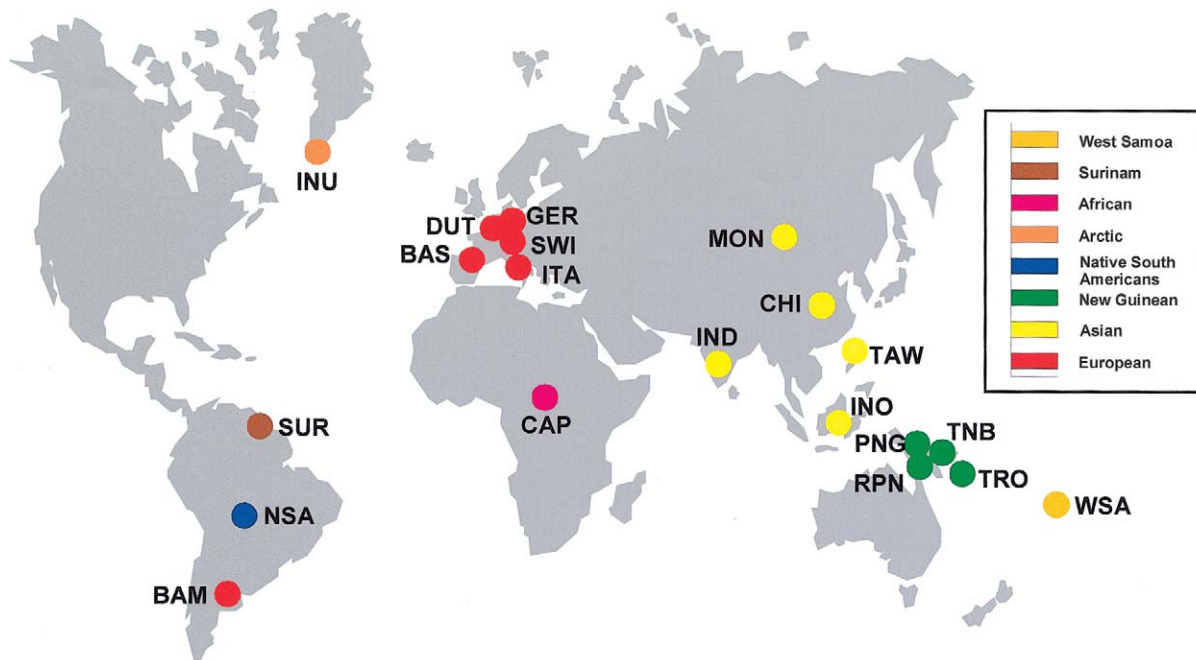 INU
DUT
GER
BAS
SWI
ITA
MON
CHI
IND
TAW
CAP
INO
SUR
PNG
TNB
RPN
TRO
NSA
WSA
BAM
West Samoa
Surinam
African
Arctic
Native South
Americans
New Guinean
Asian
European